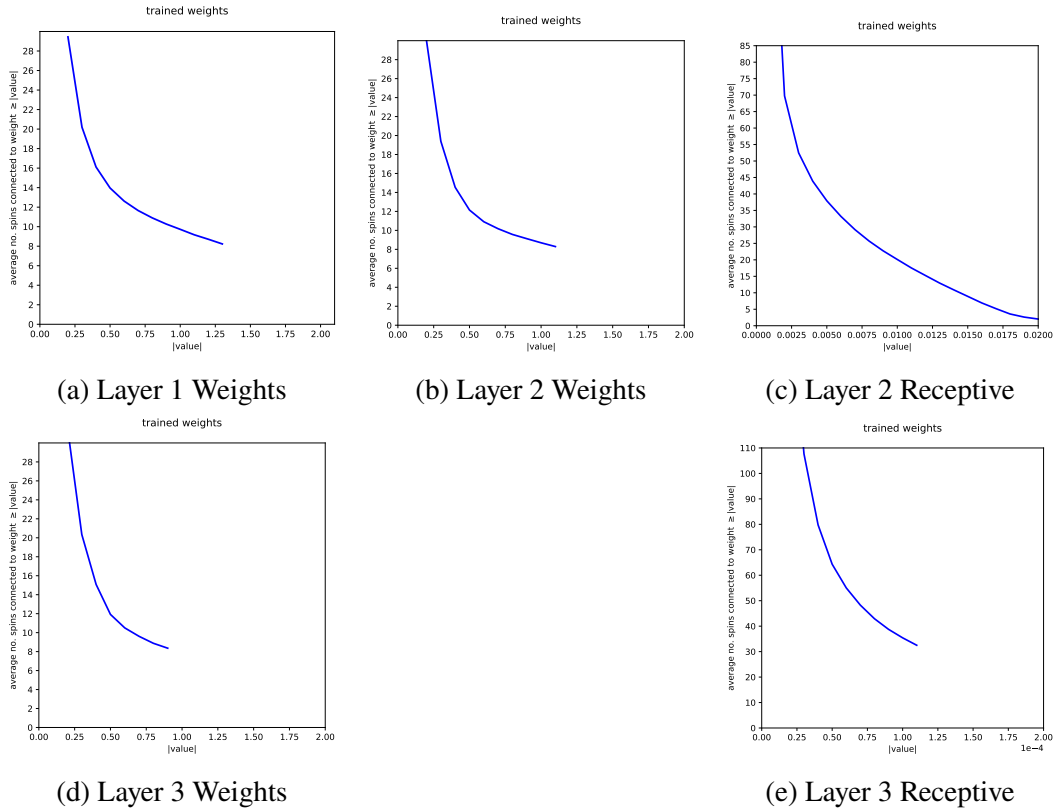 trained weights
average no. spins connected to weight ≥ |value|
28
26
24
22
20
18
16
14
12
10
8
6
4
2
0
0.00 0.25 0.50 0.75 1.00 1.25 1.50 1.75 2.00
|value|
(a) Layer 1 Weights
trained weights
average no. spins connected to weight ≥ |value|
28
26
24
22
20
18
16
14
12
10
8
6
4
2
0
0.00 0.25 0.50 0.75 1.00 1.25 1.50 1.75 2.00
|value|
(b) Layer 2 Weights
trained weights
average no. spins connected to weight ≥ |value|
85
80
75
70
65
60
55
50
45
40
35
30
25
20
15
10
5
0
0.0000 0.0025 0.0050 0.0075 0.0100 0.0125 0.0150 0.0175 0.0200
|value|
(c) Layer 2 Receptive
trained weights
average no. spins connected to weight ≥ |value|
28
26
24
22
20
18
16
14
12
10
8
6
4
2
0
0.00 0.25 0.50 0.75 1.00 1.25 1.50 1.75 2.00
|value|
(d) Layer 3 Weights
trained weights
average no. spins connected to weight ≥ |value|
110
100
90
80
70
60
50
40
30
20
10
0
0.00 0.25 0.50 0.75 1.00 1.25 1.50 1.75 2.00
|value|
1e−4
(e) Layer 3 Receptive